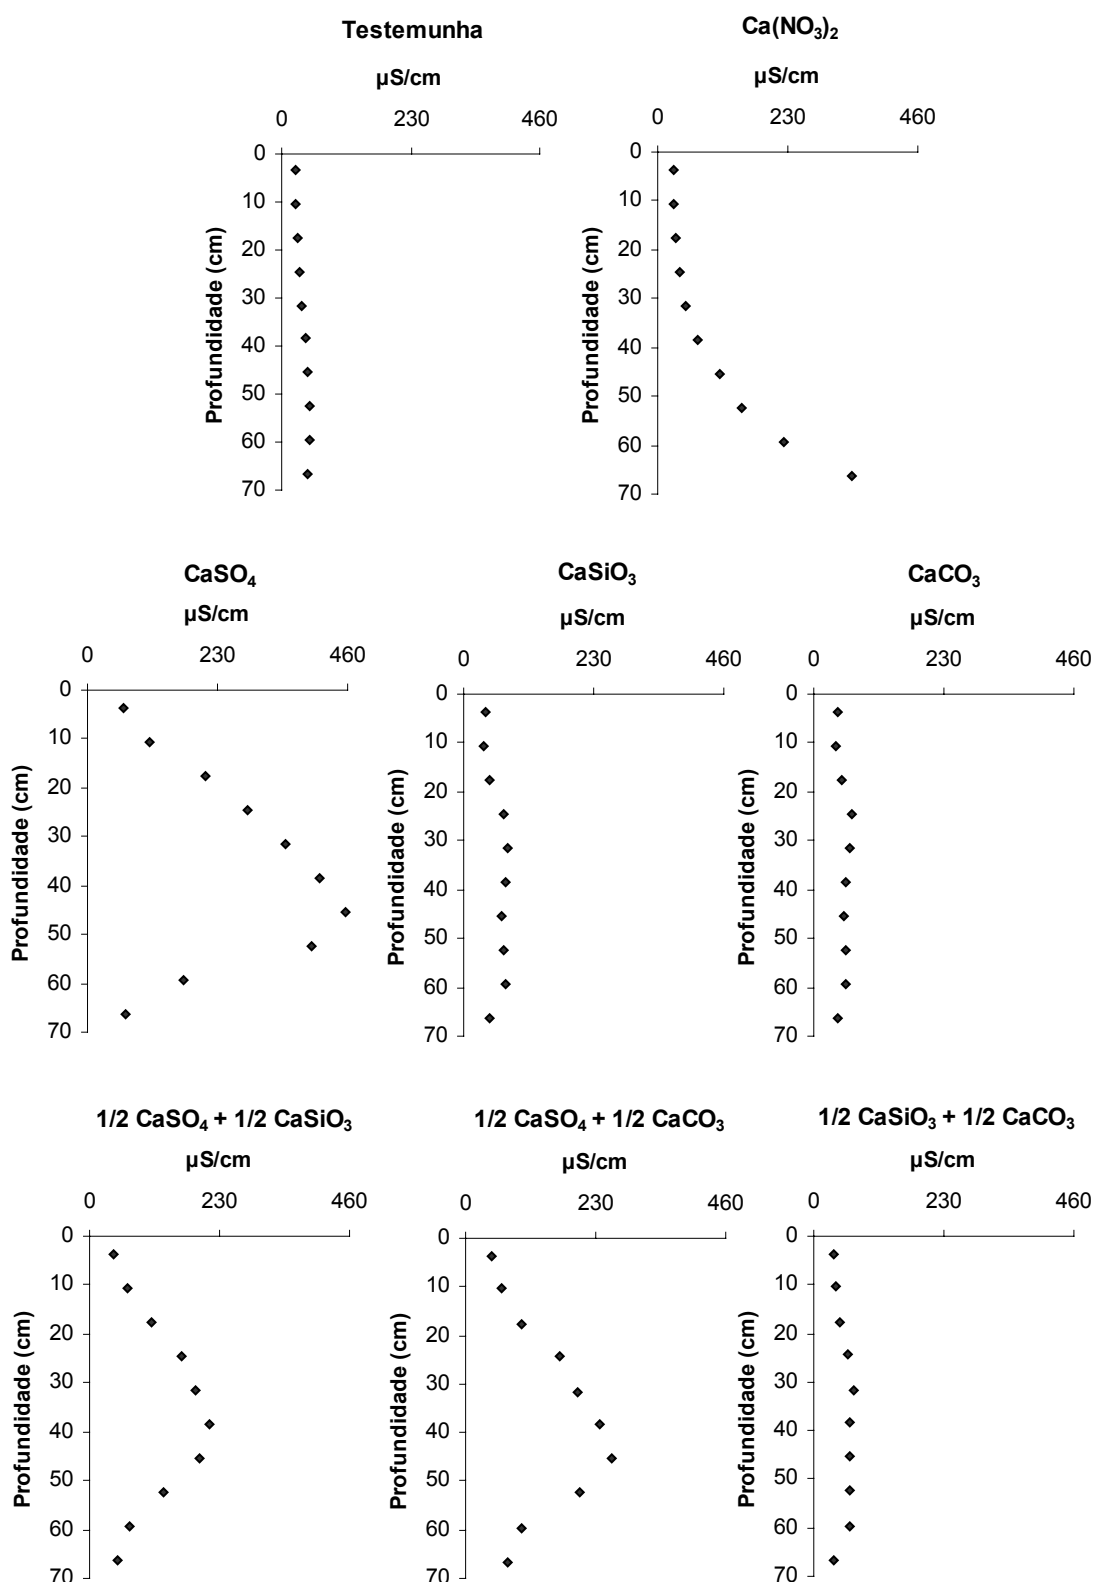 Testemunha
µS/cm
0 230 460
0
10
20
30
40
50
60
70
Profundidade (cm)
Ca(NO₃)₂
µS/cm
0 230 460
0
10
20
30
40
50
60
70
Profundidade (cm)
CaSO₄
µS/cm
0 230 460
0
10
20
30
40
50
60
70
Profundidade (cm)
CaSiO₃
µS/cm
0 230 460
0
10
20
30
40
50
60
70
Profundidade (cm)
CaCO₃
µS/cm
0 230 460
0
10
20
30
40
50
60
70
Profundidade (cm)
1/2 CaSO₄ + 1/2 CaSiO₃
µS/cm
0 230 460
0
10
20
30
40
50
60
70
Profundidade (cm)
1/2 CaSO₄ + 1/2 CaCO₃
µS/cm
0 230 460
0
10
20
30
40
50
60
70
Profundidade (cm)
1/2 CaSiO₃ + 1/2 CaCO₃
µS/cm
0 230 460
0
10
20
30
40
50
60
70
Profundidade (cm)